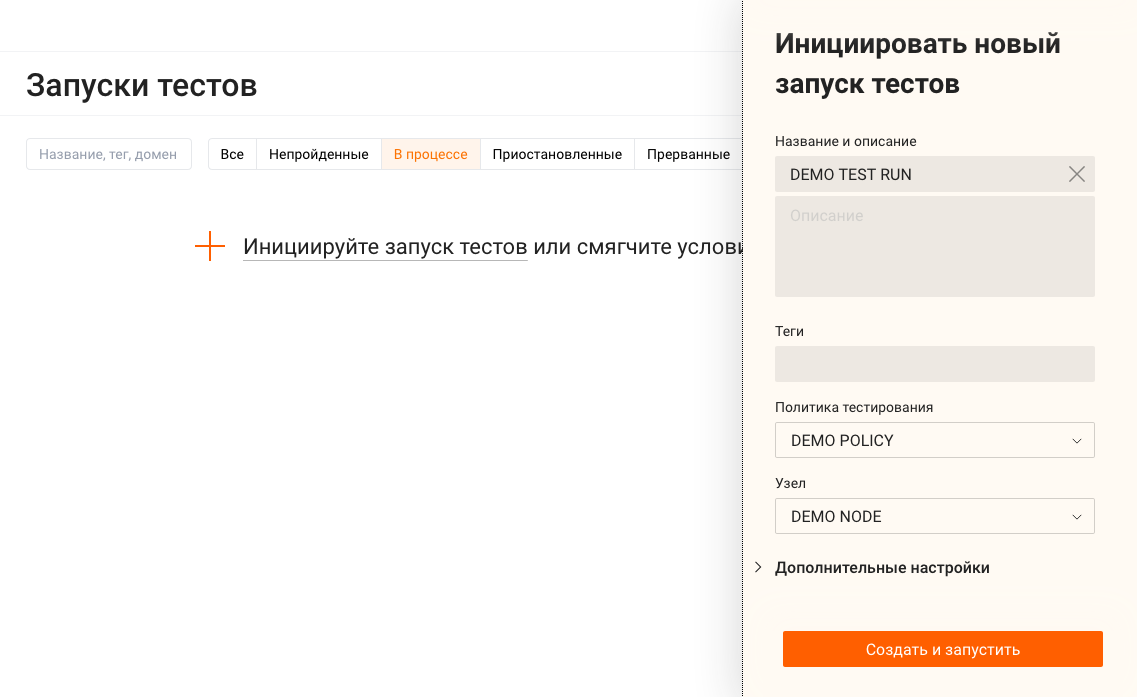 Запуски тестов
Название, тег, домен
Все
Непройденные
В процессе
Приостановленные
Прерванные
Инициируйте запуск тестов или смягчите услови
Инициировать новый
запуск тестов
Название и описание
DEMO TEST RUN
Описание
Теги
Политика тестирования
DEMO POLICY
Узел
DEMO NODE
Дополнительные настройки
Создать и запустить